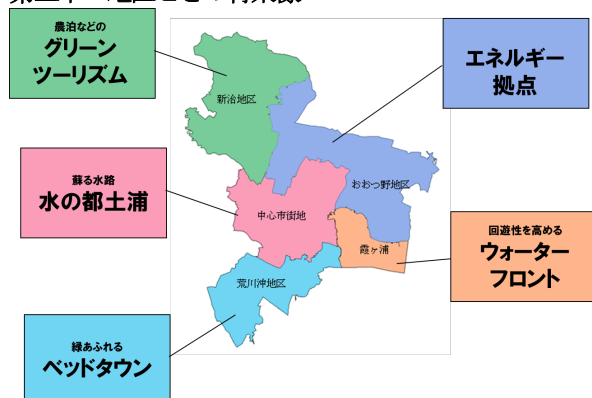 農泊などの
グリーン
ツーリズム
エネルギー
拠点
新治地区
おおつ野地区
蘇る水路
水の都土浦
中心市街地
回遊性を高める
ウォーター
フロント
霞ヶ浦
荒川沖地区
緑あふれる
ベッドタウン